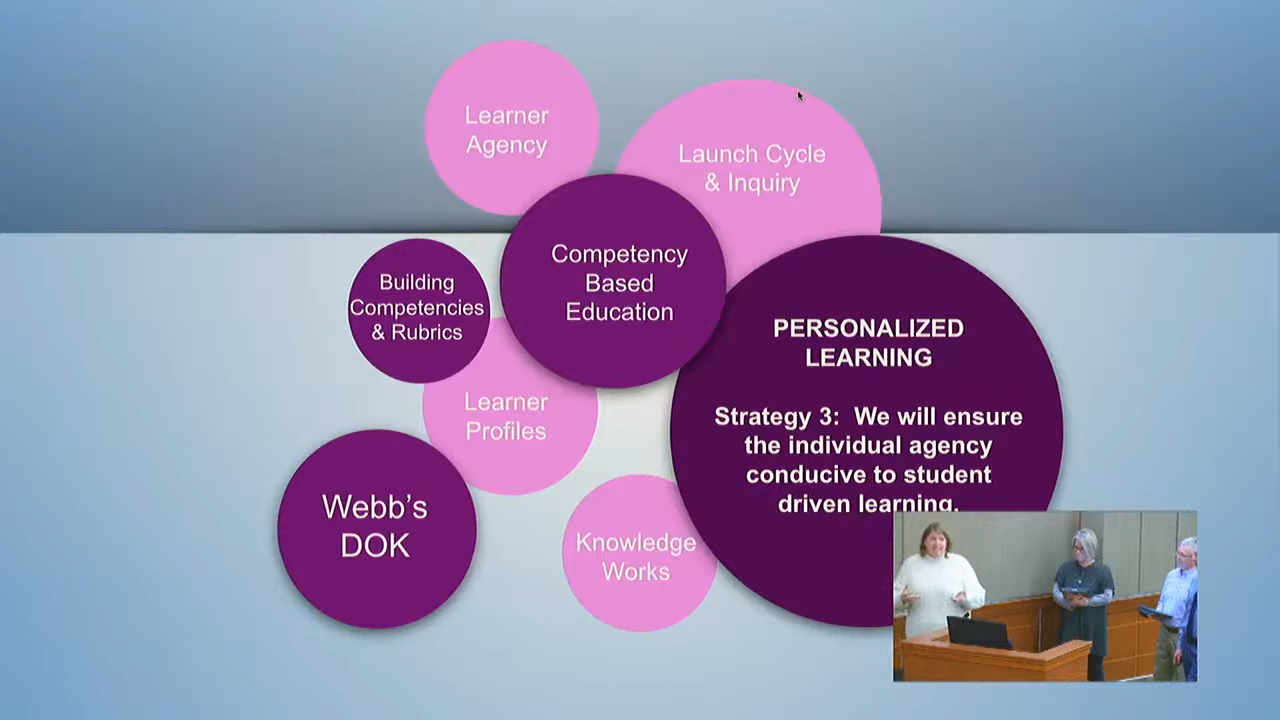 Learner
Agency
Launch Cycle
& Inquiry
Competency
Based
Education
Building
Competencies
& Rubrics
PERSONALIZED
LEARNING
Strategy 3:  We will ensure
the individual agency
conducive to student
driven learning.
Learner
Profiles
Webb’s
DOK
Knowledge
Works